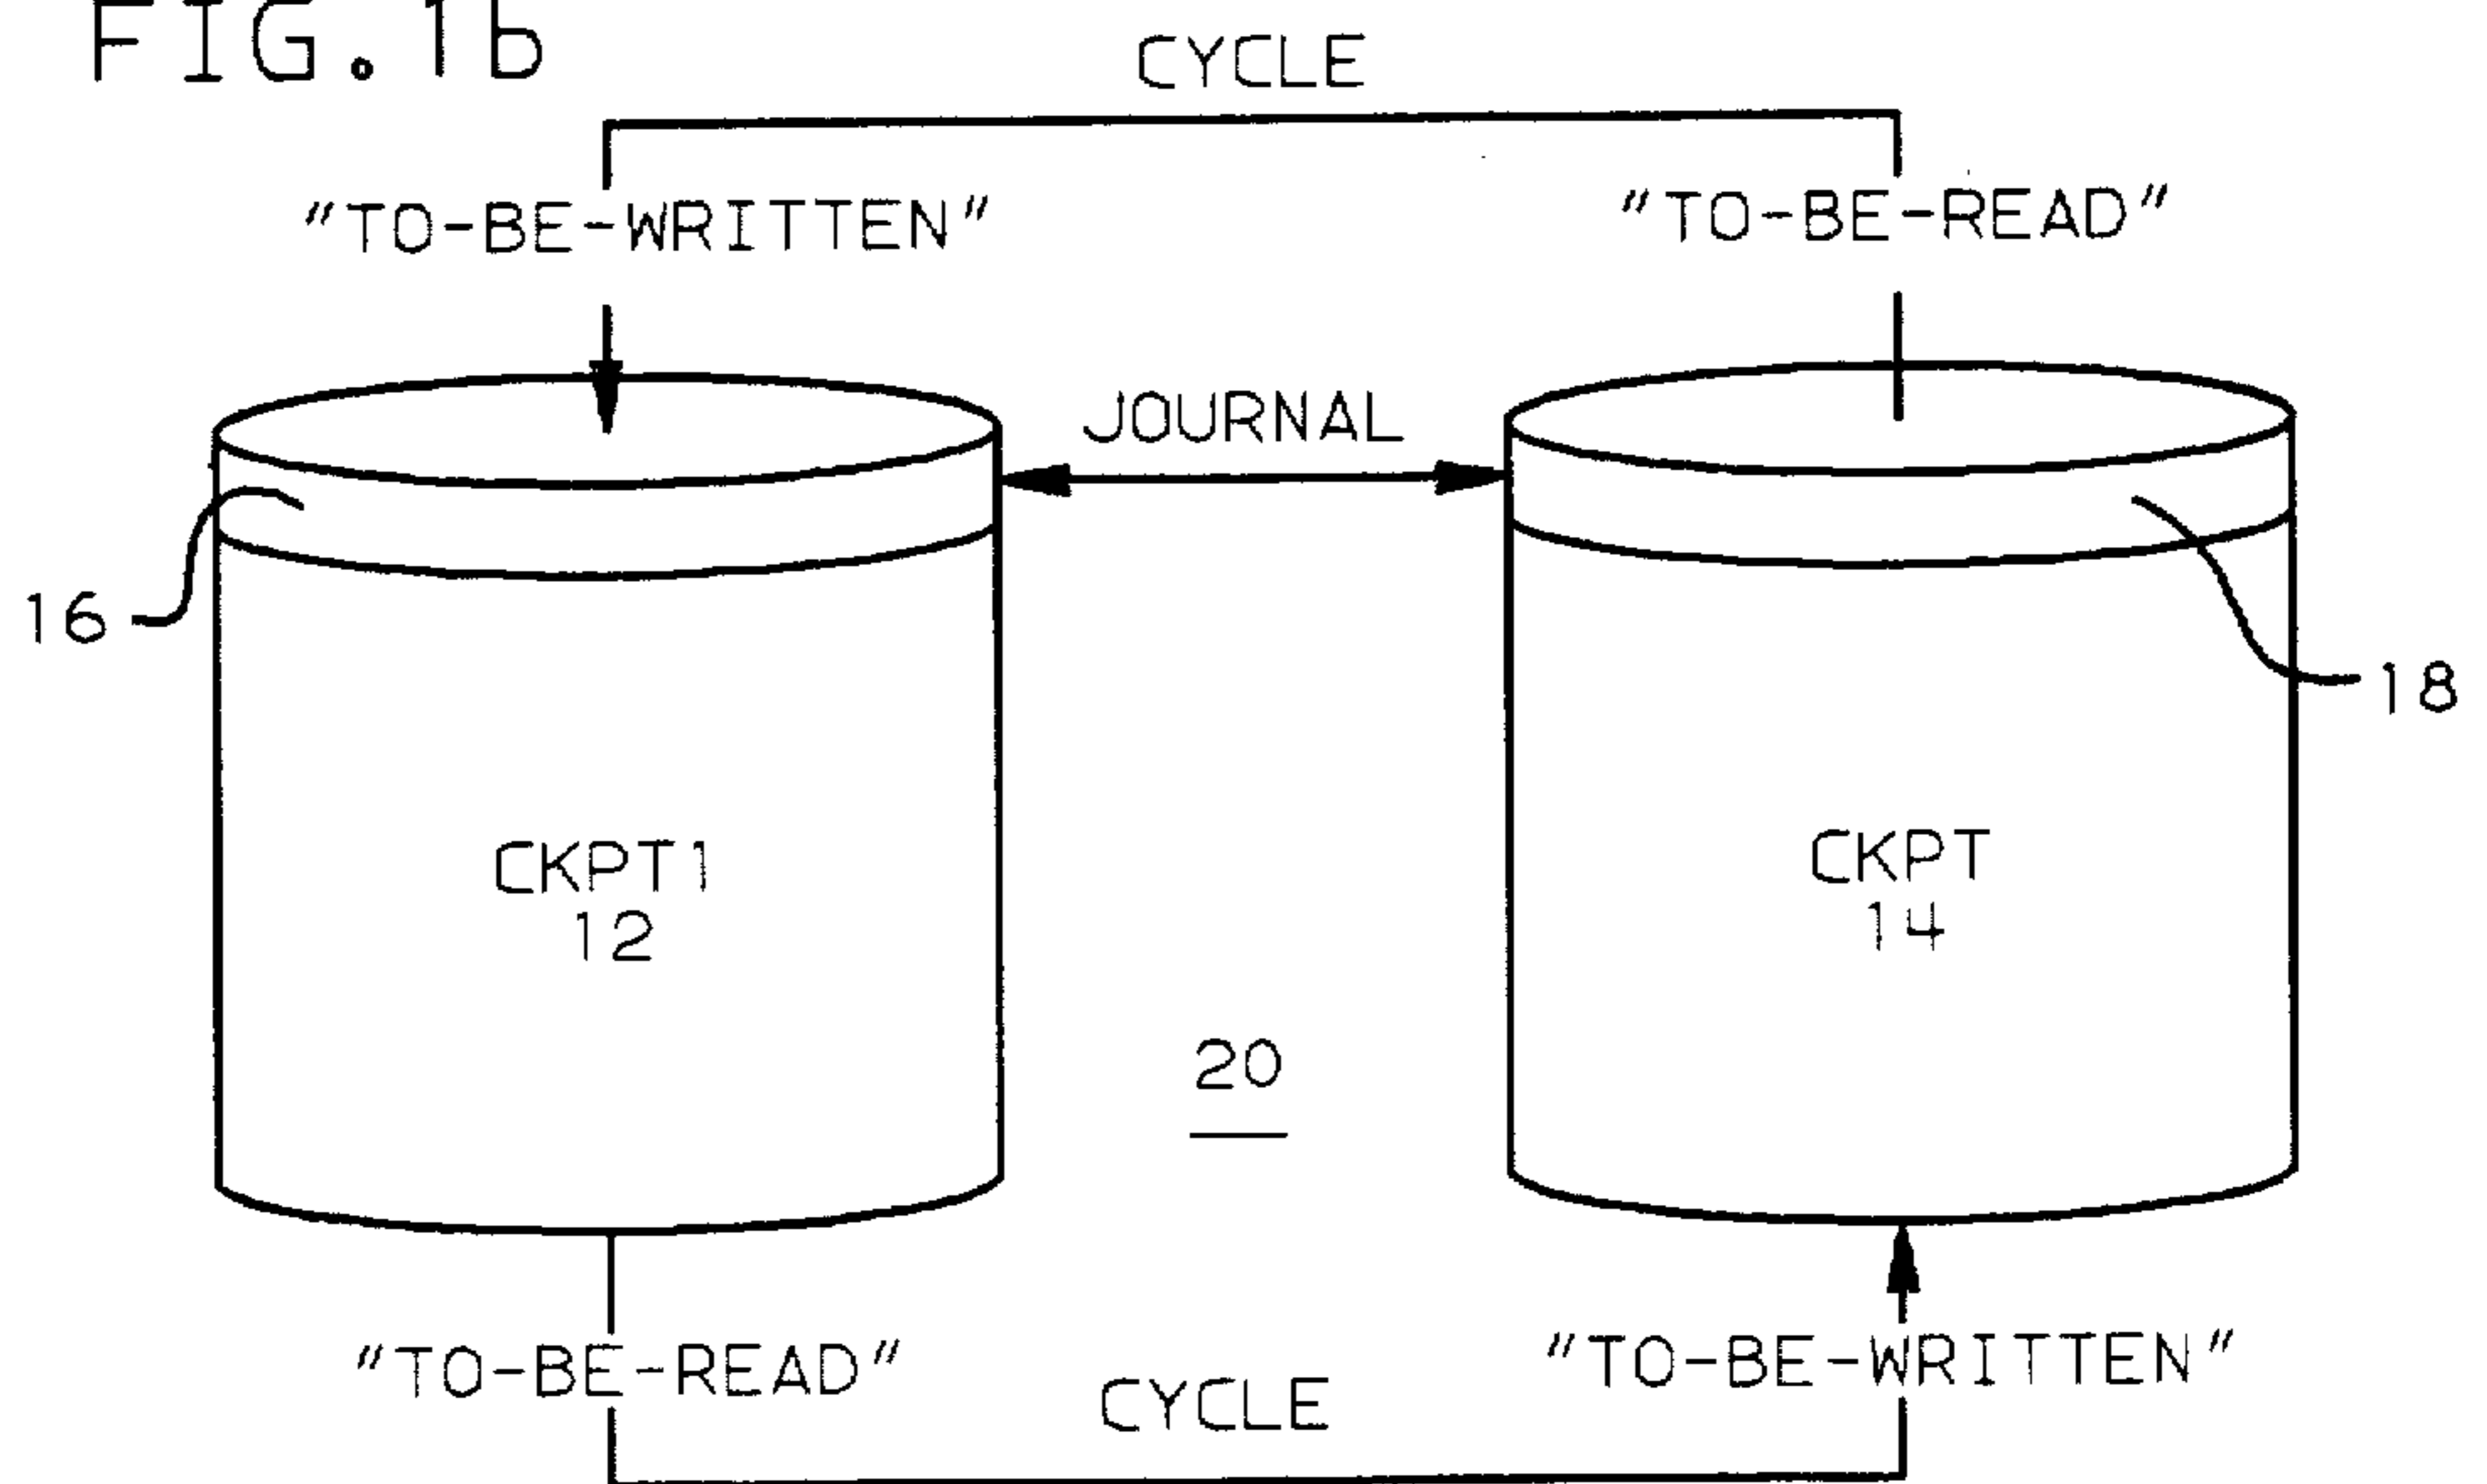 FIG.1b
CYCLE
"TO-BE-WRITTEN"
"TO-BE-READ"
JOURNAL
16
18
CKPT1
12
CKPT
14
20
"TO-BE-READ"
"TO-BE-WRITTEN"
CYCLE